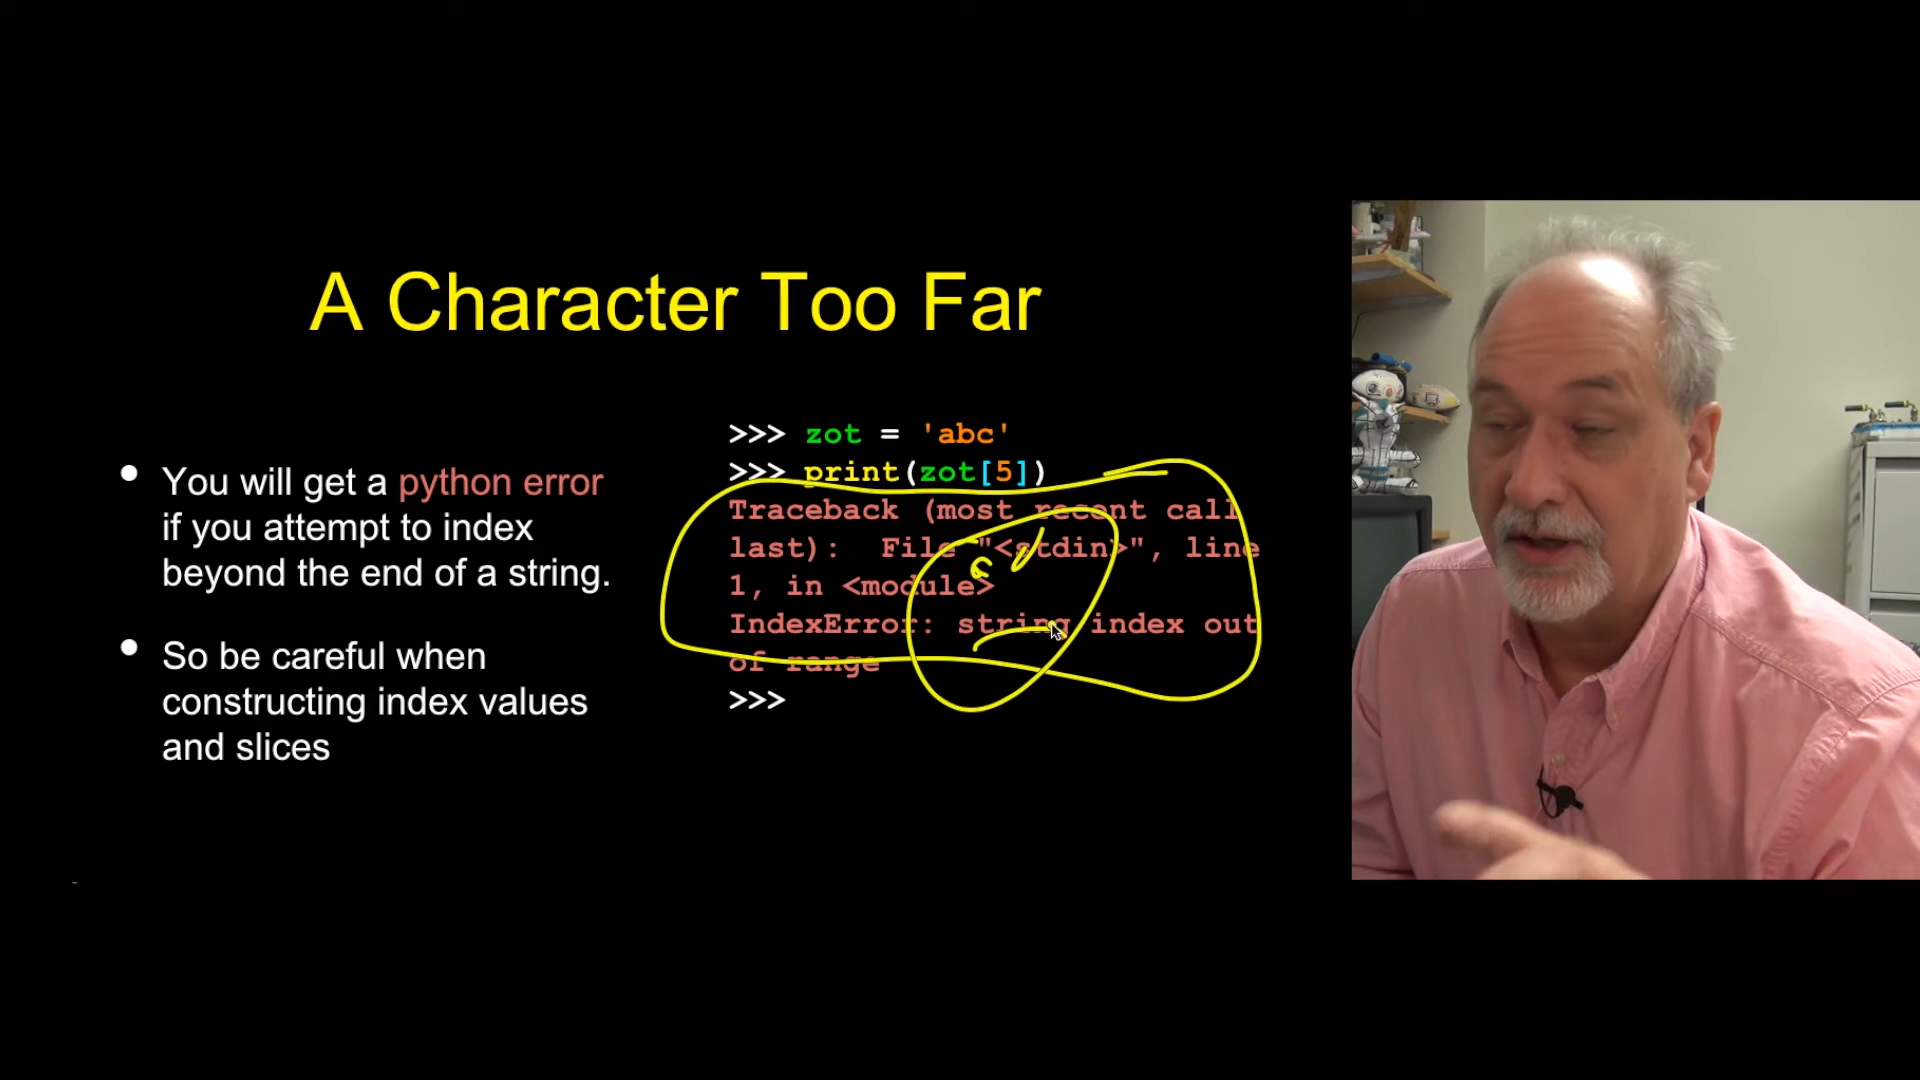 A Character Too Far
• You will get a python error
if you attempt to index
beyond the end of a string.
• So be careful when
constructing index values
and slices
>>> zot = 'abc'
>>> print(zot[5])
Traceback (most recent call
last):  File "<stdin>", line
1, in <module>
IndexError: string index out
of range
>>>